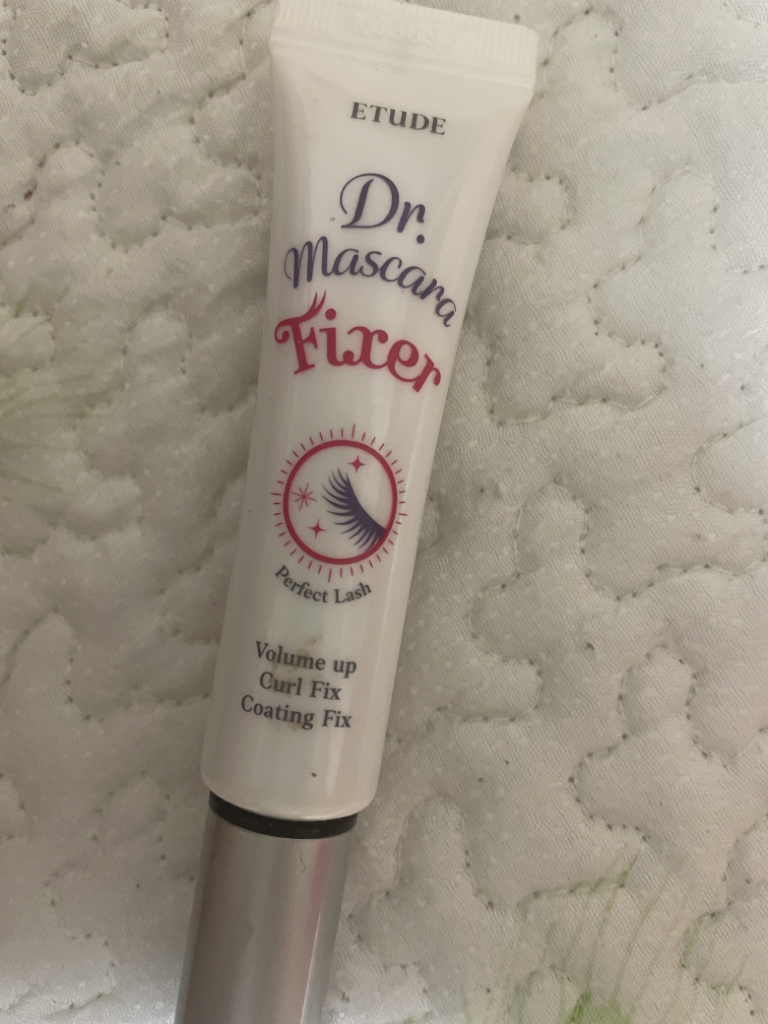 ETUDE
Dr.
Mascara
Fixer
Perfect Lash
Volume up
Curl Fix
Coating Fix